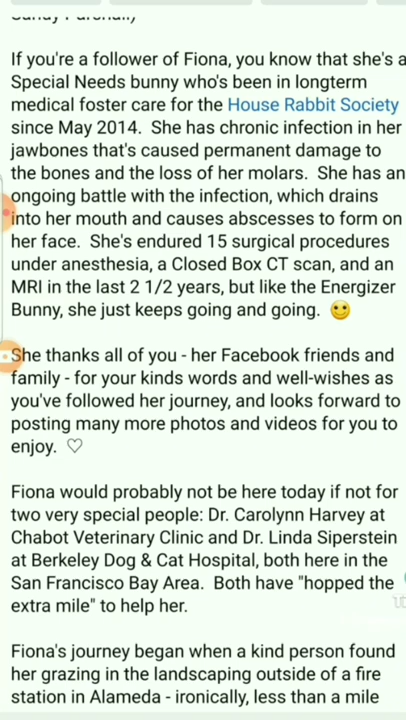 If you're a follower of Fiona, you know that she's a
Special Needs bunny who's been in longterm
medical foster care for the House Rabbit Society
since May 2014.  She has chronic infection in her
jawbones that's caused permanent damage to
the bones and the loss of her molars.  She has an
ongoing battle with the infection, which drains
into her mouth and causes abscesses to form on
her face.  She's endured 15 surgical procedures
under anesthesia, a Closed Box CT scan, and an
MRI in the last 2 1/2 years, but like the Energizer
Bunny, she just keeps going and going.  🙂
She thanks all of you - her Facebook friends and
family - for your kinds words and well-wishes as
you've followed her journey, and looks forward to
posting many more photos and videos for you to
enjoy.  ♡
Fiona would probably not be here today if not for
two very special people: Dr. Carolynn Harvey at
Chabot Veterinary Clinic and Dr. Linda Siperstein
at Berkeley Dog & Cat Hospital, both here in the
San Francisco Bay Area.  Both have "hopped the
extra mile" to help her.
Fiona's journey began when a kind person found
her grazing in the landscaping outside of a fire
station in Alameda - ironically, less than a mile